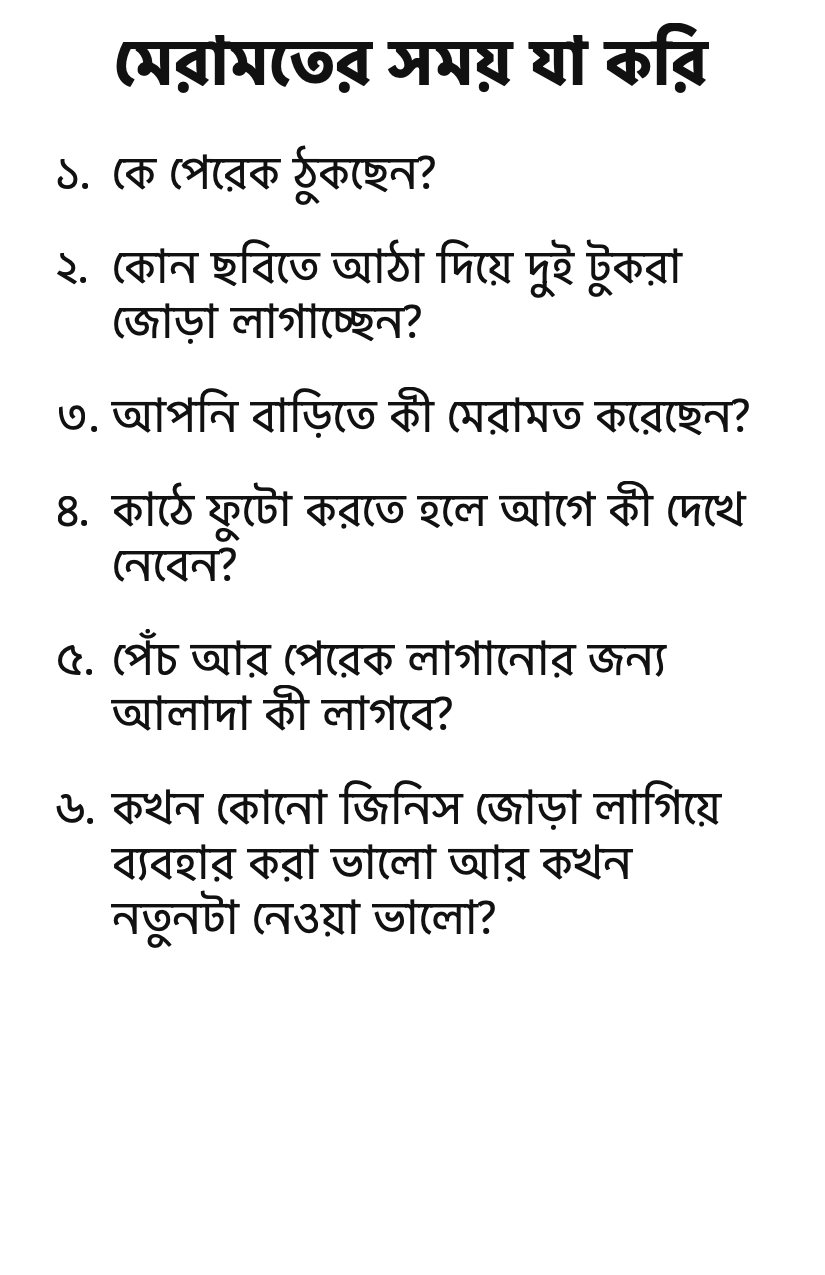 মেরামতের সময় যা করি
১. কে পেরেক ঠুকছেন?
২. কোন ছবিতে আঠা দিয়ে দুই টুকরা
জোড়া লাগাচ্ছেন?
৩. আপনি বাড়িতে কী মেরামত করেছেন?
৪. কাঠে ফুটো করতে হলে আগে কী দেখে
নেবেন?
৫. পেঁচ আর পেরেক লাগানোর জন্য
আলাদা কী লাগবে?
৬. কখন কোনো জিনিস জোড়া লাগিয়ে
ব্যবহার করা ভালো আর কখন
নতুনটা নেওয়া ভালো?